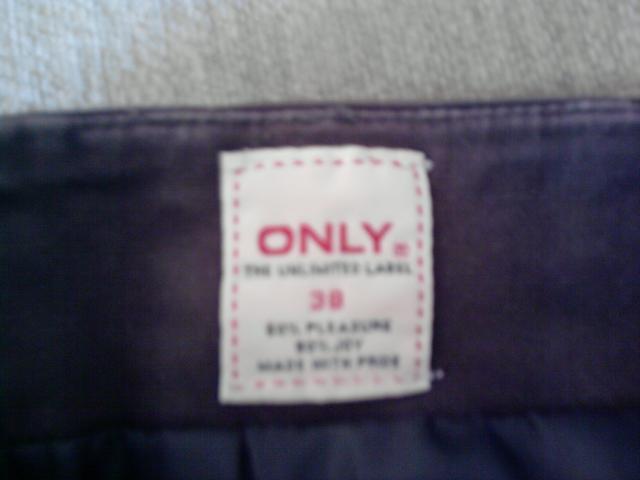 ONLY
THE UNLIMITED LABEL
38
50% PLEASURE
50% JOY
MADE WITH PRIDE